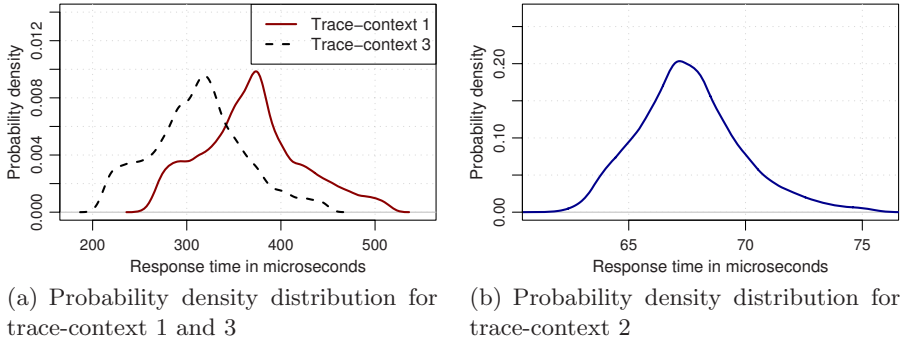 Probability density
0.000 0.004 0.008 0.012
Trace−context 1
Trace−context 3
200 300 400 500
Response time in microseconds
(a) Probability density distribution for
trace-context 1 and 3
Probability density
0.00 0.10 0.20
65 70 75
Response time in microseconds
(b) Probability density distribution for
trace-context 2